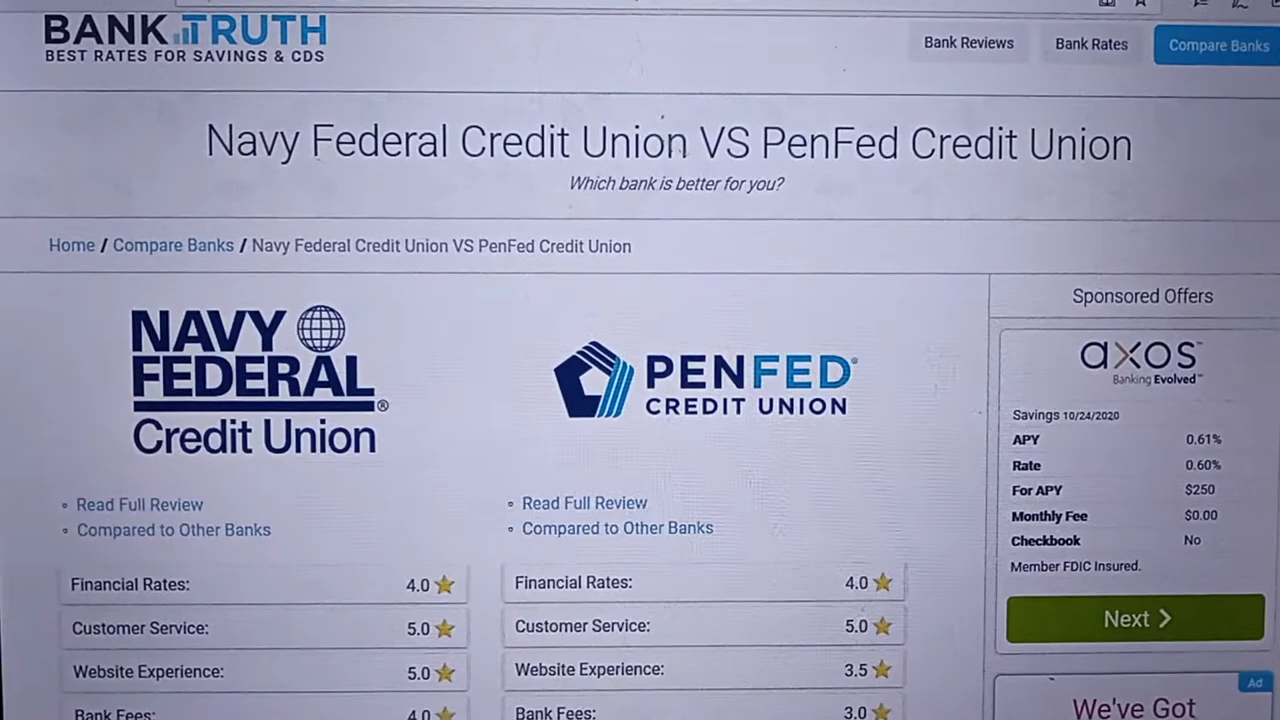 BANK TRUTH
BEST RATES FOR SAVINGS & CDS
Bank Reviews
Bank Rates
Compare Banks
Navy Federal Credit Union VS PenFed Credit Union
Which bank is better for you?
Home / Compare Banks / Navy Federal Credit Union VS PenFed Credit Union
NAVY
FEDERAL®
Credit Union
Read Full Review
Compared to Other Banks
Financial Rates: 4.0
Customer Service: 5.0
Website Experience: 5.0
Bank Fees: 4.0
PENFED®
CREDIT UNION
Read Full Review
Compared to Other Banks
Financial Rates: 4.0
Customer Service: 5.0
Website Experience: 3.5
Bank Fees: 3.0
Sponsored Offers
axos™
Banking Evolved™
Savings 10/24/2020
APY 0.61%
Rate 0.60%
For APY $250
Monthly Fee $0.00
Checkbook No
Member FDIC Insured.
Next >
Ad
We've Got